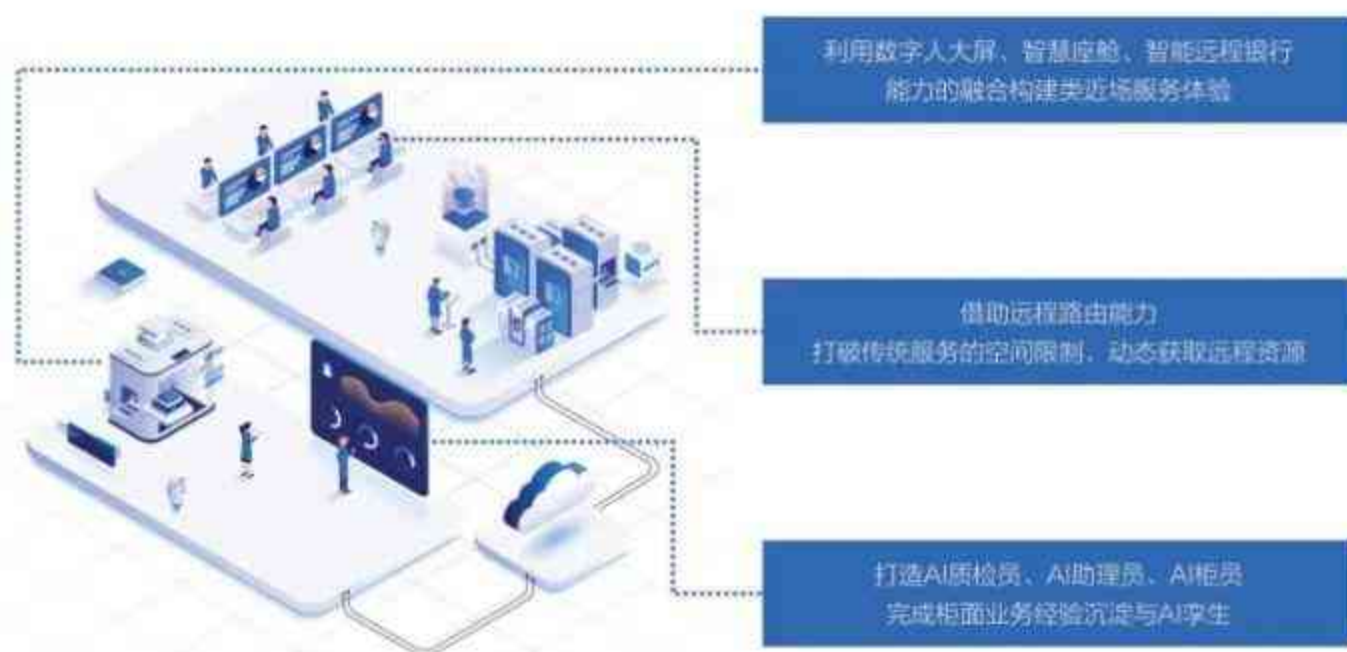 利用数字人大屏、智慧座舱、智能远程银行
能力的融合构建类近场服务体验
借助远程路由能力
打破传统服务的空间限制、动态获取远程资源
打造AI质检员、AI助理员、AI柜员
完成柜面业务经验沉淀与AI孪生